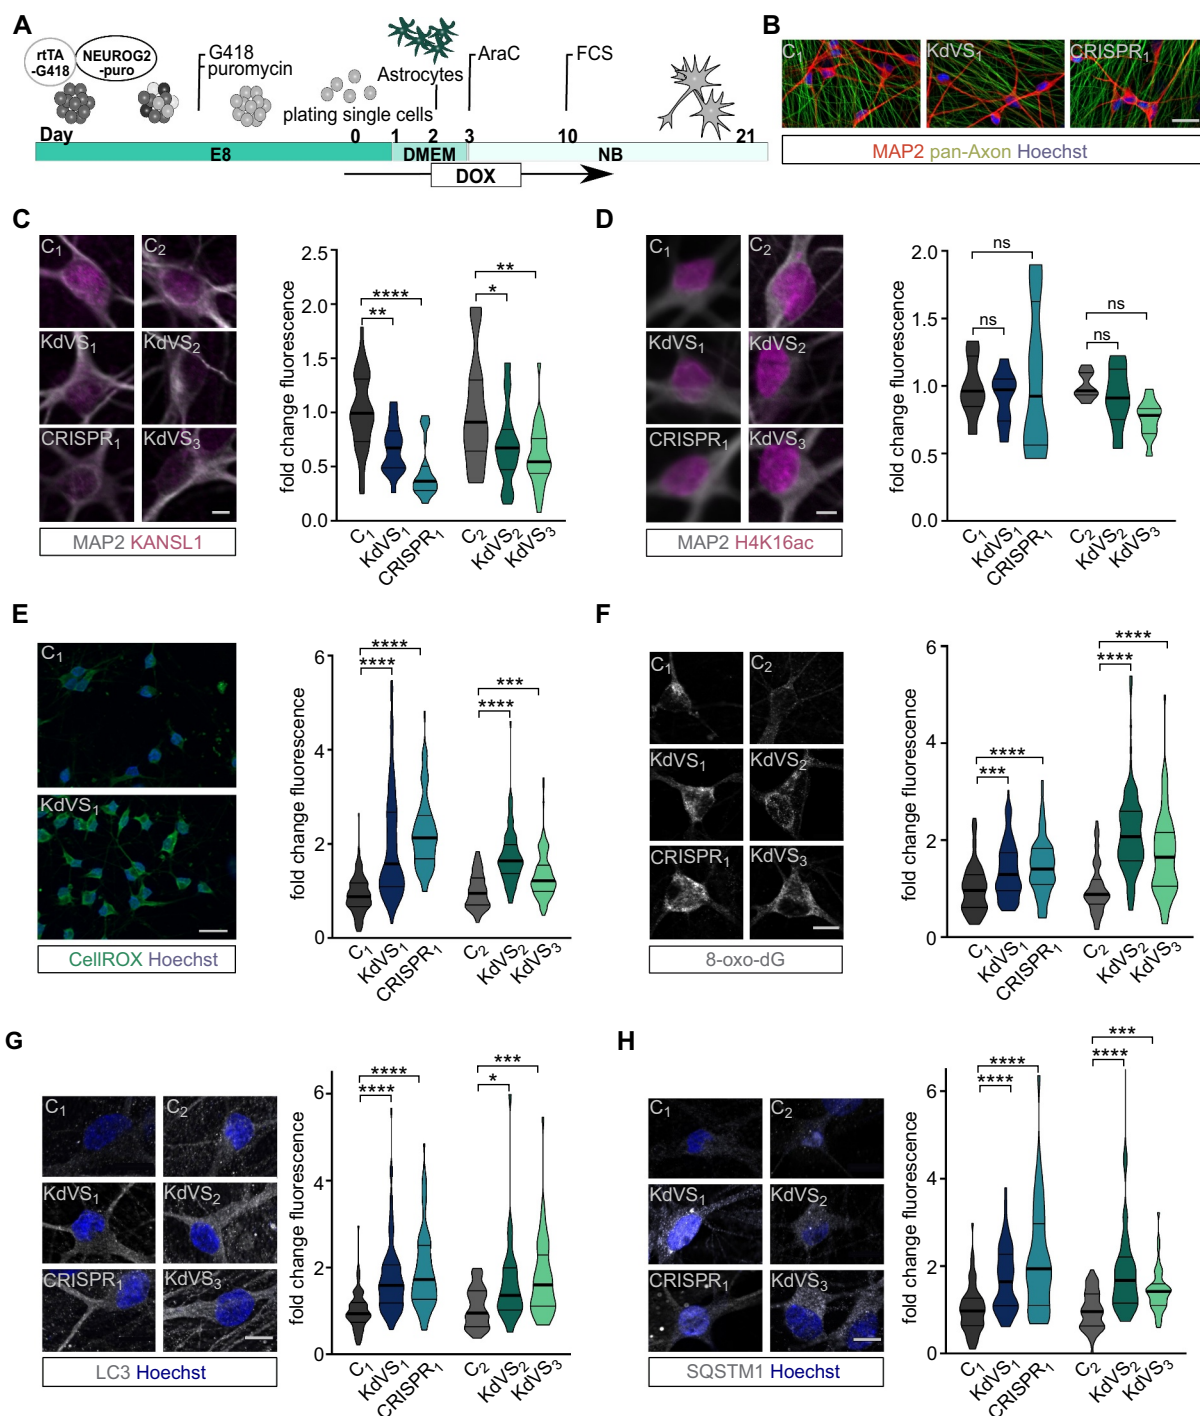 A
rtTA
-G418
NEUROG2
-puro
G418
puromycin
plating single cells
Astrocytes
AraC
FCS
Day 0 1 2 3 10 21
E8 DMEM NB
DOX
B
C1 KdVS1 CRISPR1
MAP2 pan-Axon Hoechst
C
C1 C2
KdVS1 KdVS2
CRISPR1 KdVS3
MAP2 KANSL1
fold change fluorescence
2.5
2.0
1.5
1.0
0.5
0.0
**** **
** *
C1 KdVS1 CRISPR1 C2 KdVS2 KdVS3
D
C1 C2
KdVS1 KdVS2
CRISPR1 KdVS3
MAP2 H4K16ac
fold change fluorescence
2.0
1.5
1.0
0.5
0.0
ns ns
ns ns
C1 KdVS1 CRISPR1 C2 KdVS2 KdVS3
E
C1
KdVS1
CellROX Hoechst
fold change fluorescence
6
4
2
0
**** ***
**** ****
C1 KdVS1 CRISPR1 C2 KdVS2 KdVS3
F
C1 C2
KdVS1 KdVS2
CRISPR1 KdVS3
8-oxo-dG
fold change fluorescence
6
4
2
0
**** ****
*** ****
C1 KdVS1 CRISPR1 C2 KdVS2 KdVS3
G
C1 C2
KdVS1 KdVS2
CRISPR1 KdVS3
LC3 Hoechst
fold change fluorescence
6
4
2
0
**** ***
**** *
C1 KdVS1 CRISPR1 C2 KdVS2 KdVS3
H
C1 C2
KdVS1 KdVS2
CRISPR1 KdVS3
SQSTM1 Hoechst
fold change fluorescence
6
4
2
0
**** ***
**** ****
C1 KdVS1 CRISPR1 C2 KdVS2 KdVS3